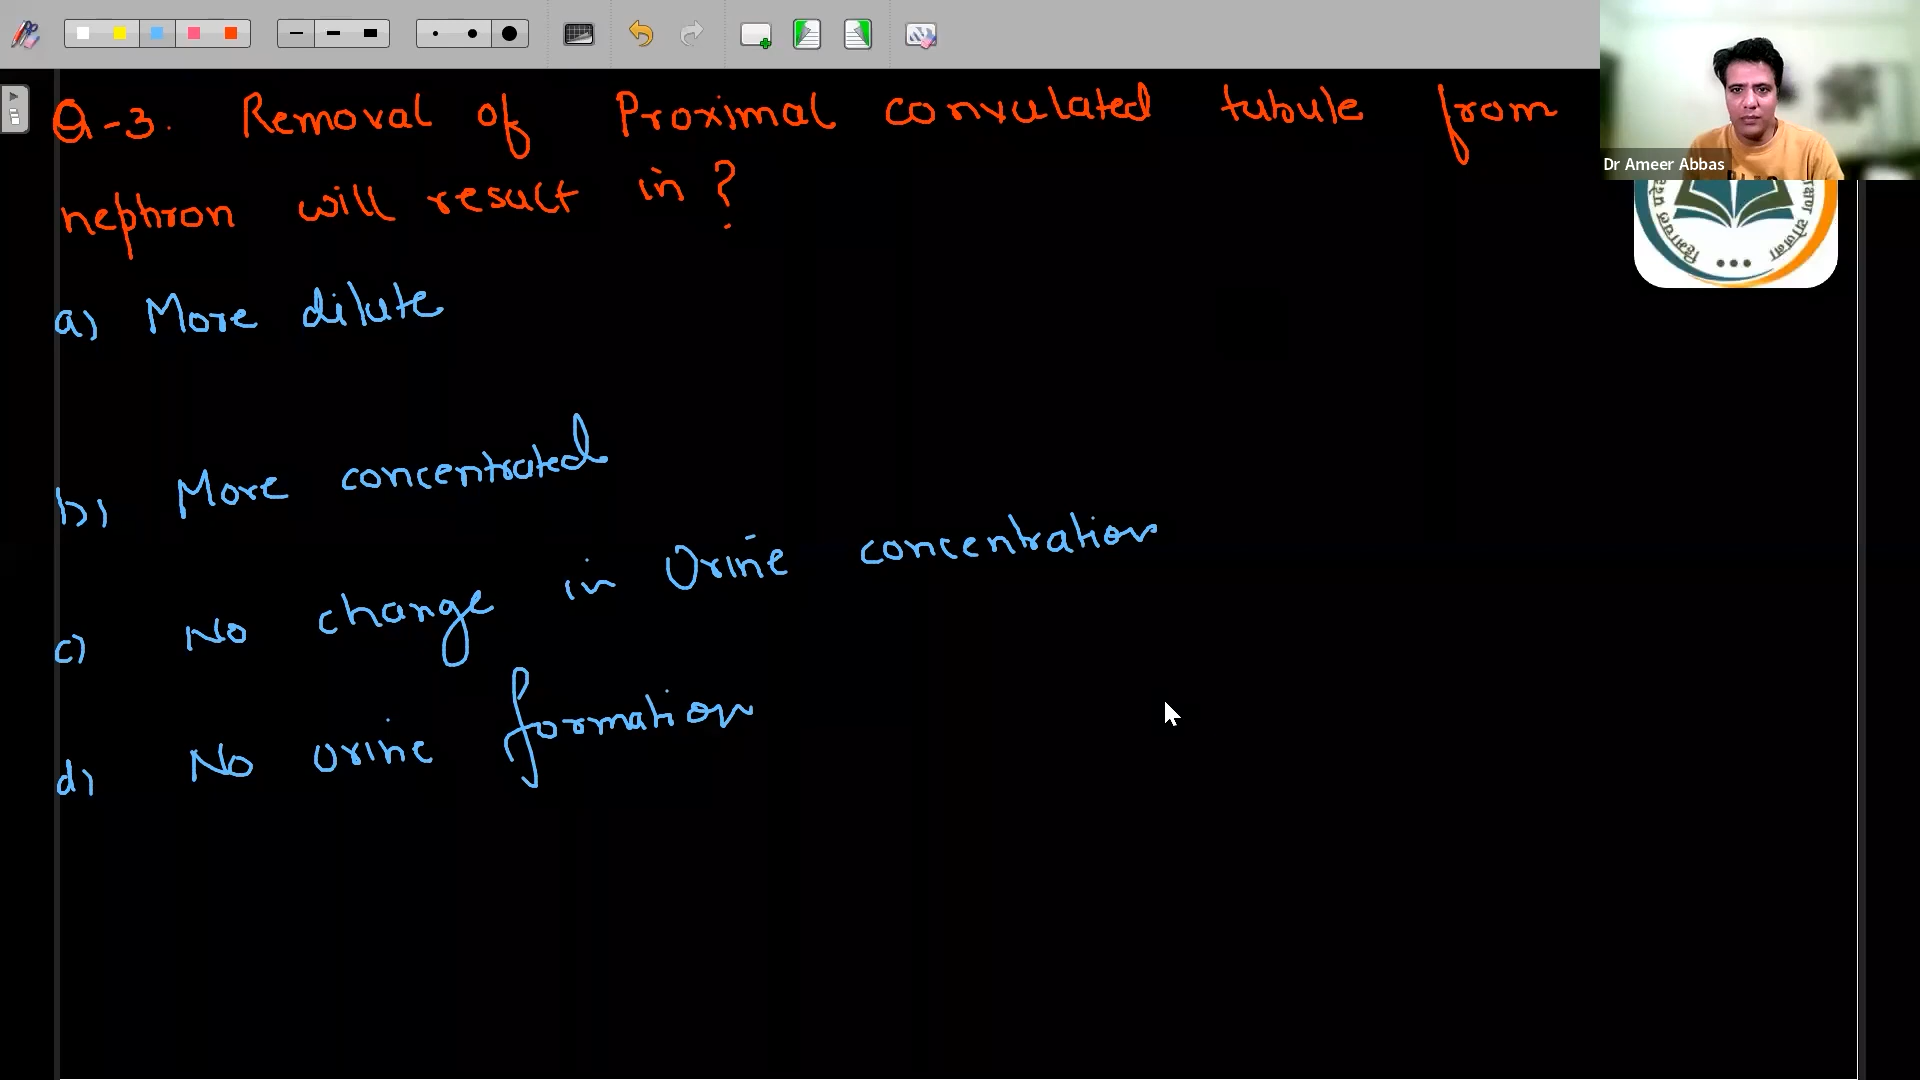 Q-3. Removal of Proximal convulated tubule from
nephron will result in?
a) More dilute
b) More concentrated
c) No change in Urine concentration
d) No urine formation
Dr Ameer Abbas